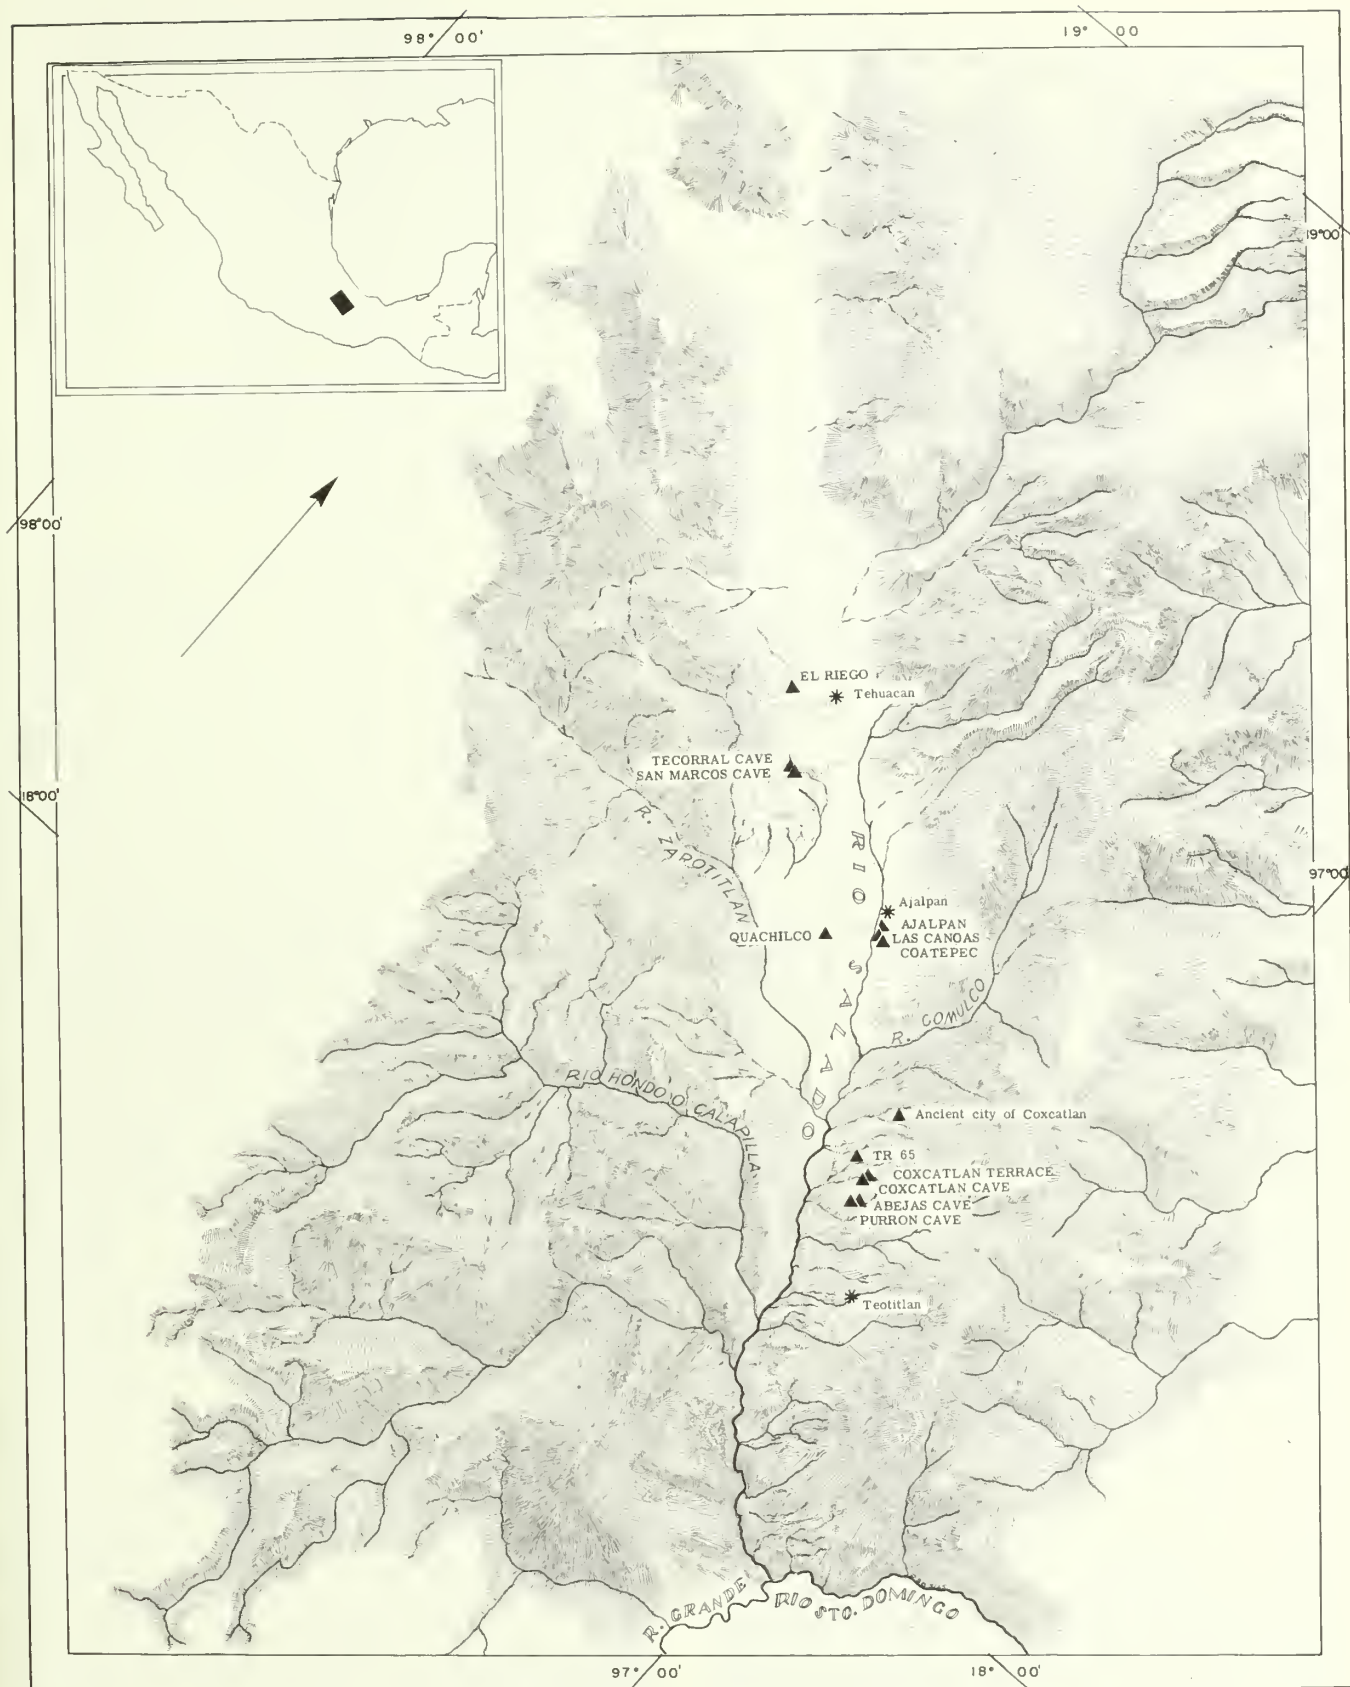 98° 00'
19° 00
19°00'
98°00'
18°00'
EL RIEGO
Tehuacan
TECORRAL CAVE
SAN MARCOS CAVE
R. ZAPOTITLAN
RIO SALADO
97°00'
Ajalpan
AJALPAN
QUACHILCO
LAS CANOAS
COATEPEC
R. COMULCO
RIO HONDO O CALAPILLA
Ancient city of Coxcatlan
TR 65
COXCATLAN TERRACE
COXCATLAN CAVE
ABEJAS CAVE
PURRON CAVE
Teotitlan
R. GRANDE
RIO STO. DOMINGO
97° 00'
18° 00'